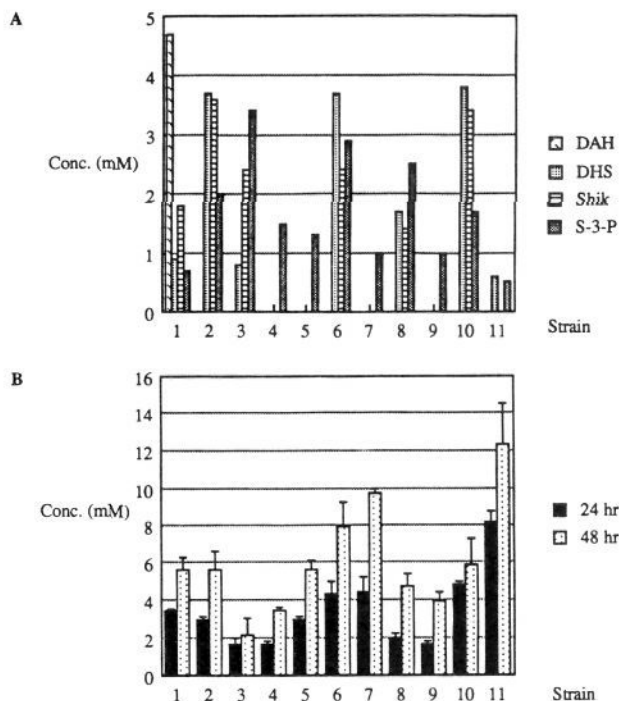 A
5
4
3
2
1
0
Conc. (mM)
1 2 3 4 5 6 7 8 9 10 11
Strain
DAH
DHS
Shik
S-3-P
B
16
14
12
10
8
6
4
2
0
Conc. (mM)
1 2 3 4 5 6 7 8 9 10 11
Strain
24 hr
48 hr